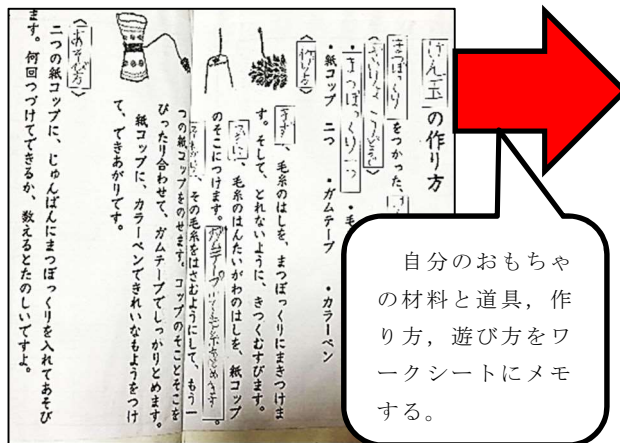 けん玉の作り方
まつぼっくりをつかった、け
〈ざいりょうとどうぐ〉
・まつぼっくり 一つ ・毛
・紙コップ 二つ ・ガムテープ ・カラーペン
〈作り方〉
まず、毛糸のはしを、まつぼっくりにまきつけま
す。そして、とれないように、きつくむすびます。
つぎに、毛糸のはんたいがわのはしを、紙コップ
のそこにつけます。ガムテープ
その毛糸をはさむようにして、もう一
つの紙コップをのせます。コップのそことそこを
ぴったり合わせて、ガムテープでしっかりとめます。
紙コップに、カラーペンできれいなもようをつけ
て、できあがりです。
〈あそび方〉
二つの紙コップに、じゅんばんにまつぼっくりを入れてあそび
ます。何回つづけてできるか、数えるとたのしいですよ。
自分のおもちゃ
の材料と道具，作
り方，遊び方をワ
ークシートにメモ
する。